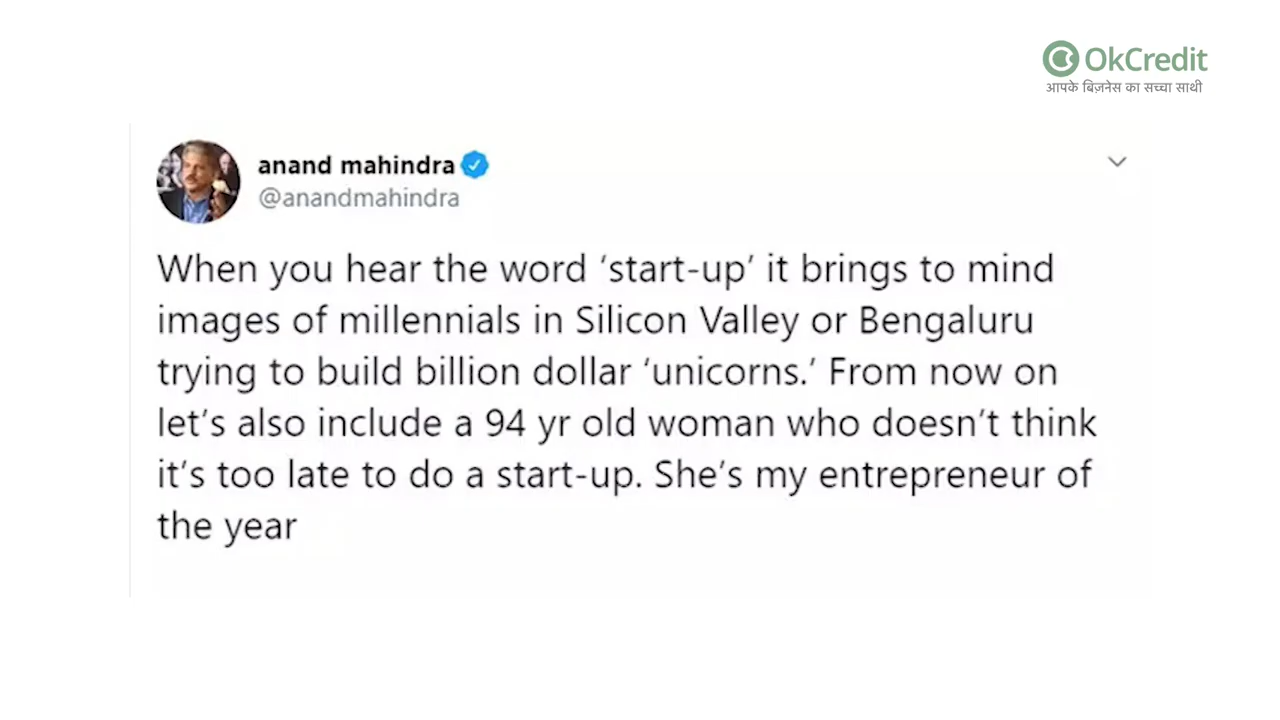 OkCredit
आपके बिज़नेस का सच्चा साथी
anand mahindra
@anandmahindra
When you hear the word ‘start-up’ it brings to mind
images of millennials in Silicon Valley or Bengaluru
trying to build billion dollar ‘unicorns.’ From now on
let’s also include a 94 yr old woman who doesn’t think
it’s too late to do a start-up. She’s my entrepreneur of
the year